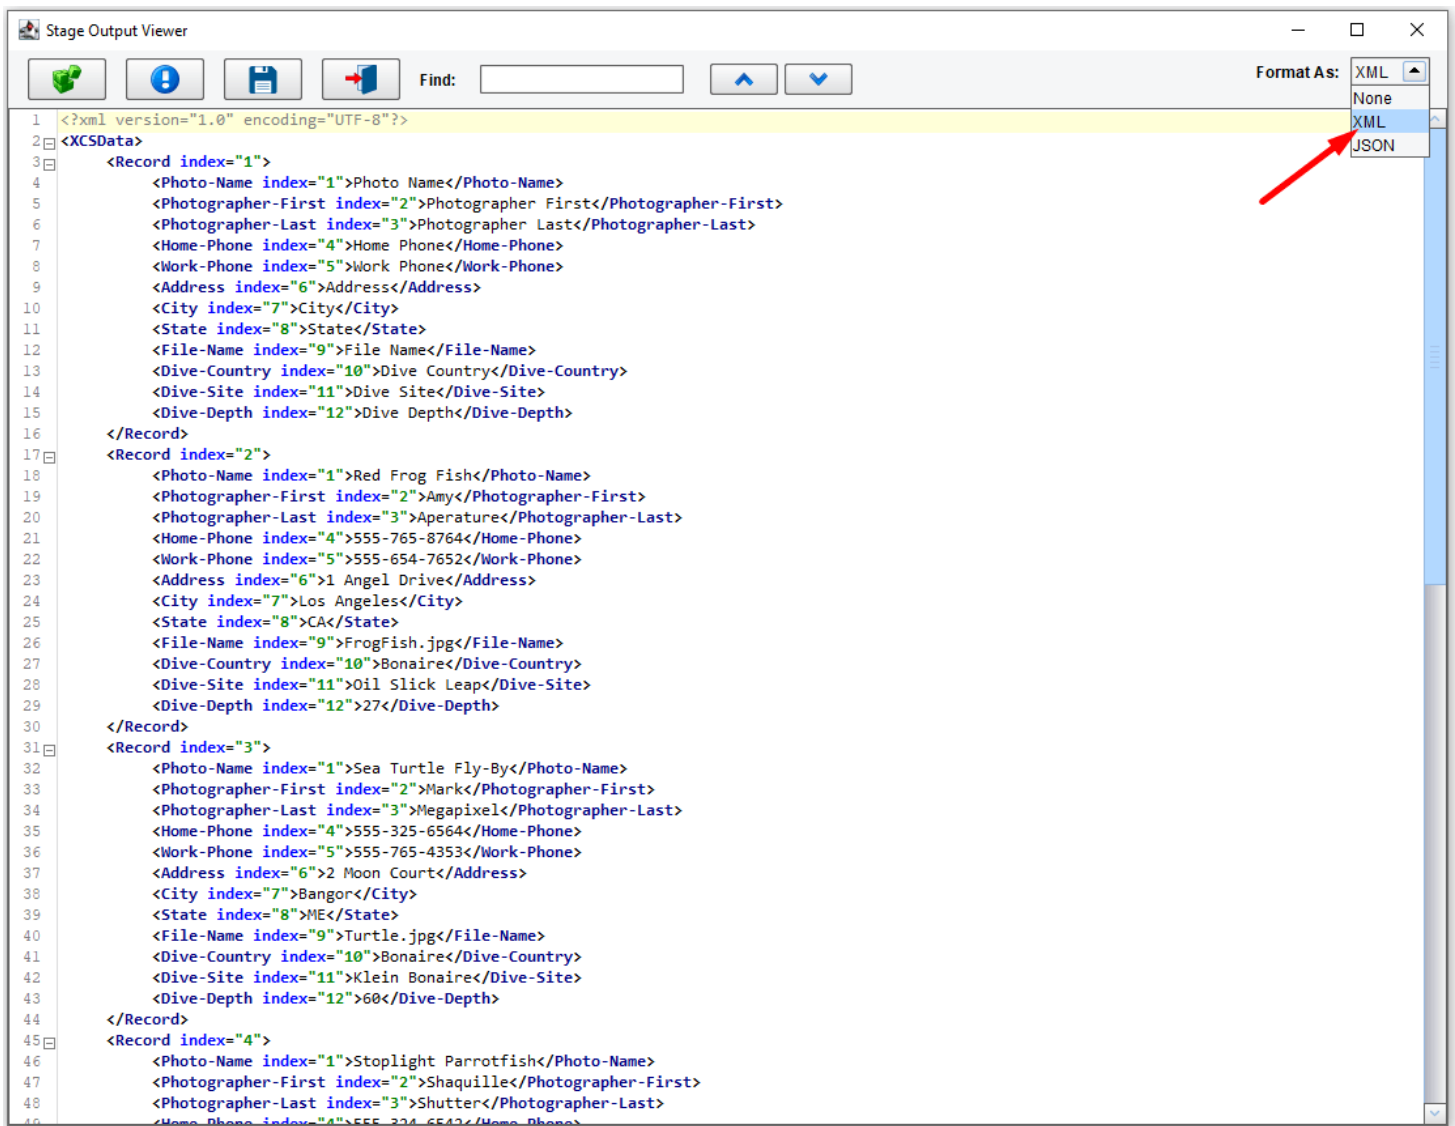 Stage Output Viewer
Find:
Format As: XML
None
XML
JSON
1 <?xml version="1.0" encoding="UTF-8"?>
2 <XCSData>
3 <Record index="1">
4 <Photo-Name index="1">Photo Name</Photo-Name>
5 <Photographer-First index="2">Photographer First</Photographer-First>
6 <Photographer-Last index="3">Photographer Last</Photographer-Last>
7 <Home-Phone index="4">Home Phone</Home-Phone>
8 <Work-Phone index="5">Work Phone</Work-Phone>
9 <Address index="6">Address</Address>
10 <City index="7">City</City>
11 <State index="8">State</State>
12 <File-Name index="9">File Name</File-Name>
13 <Dive-Country index="10">Dive Country</Dive-Country>
14 <Dive-Site index="11">Dive Site</Dive-Site>
15 <Dive-Depth index="12">Dive Depth</Dive-Depth>
16 </Record>
17 <Record index="2">
18 <Photo-Name index="1">Red Frog Fish</Photo-Name>
19 <Photographer-First index="2">Amy</Photographer-First>
20 <Photographer-Last index="3">Aperature</Photographer-Last>
21 <Home-Phone index="4">555-765-8764</Home-Phone>
22 <Work-Phone index="5">555-654-7652</Work-Phone>
23 <Address index="6">1 Angel Drive</Address>
24 <City index="7">Los Angeles</City>
25 <State index="8">CA</State>
26 <File-Name index="9">FrogFish.jpg</File-Name>
27 <Dive-Country index="10">Bonaire</Dive-Country>
28 <Dive-Site index="11">Oil Slick Leap</Dive-Site>
29 <Dive-Depth index="12">27</Dive-Depth>
30 </Record>
31 <Record index="3">
32 <Photo-Name index="1">Sea Turtle Fly-By</Photo-Name>
33 <Photographer-First index="2">Mark</Photographer-First>
34 <Photographer-Last index="3">Megapixel</Photographer-Last>
35 <Home-Phone index="4">555-325-6564</Home-Phone>
36 <Work-Phone index="5">555-765-4353</Work-Phone>
37 <Address index="6">2 Moon Court</Address>
38 <City index="7">Bangor</City>
39 <State index="8">ME</State>
40 <File-Name index="9">Turtle.jpg</File-Name>
41 <Dive-Country index="10">Bonaire</Dive-Country>
42 <Dive-Site index="11">Klein Bonaire</Dive-Site>
43 <Dive-Depth index="12">60</Dive-Depth>
44 </Record>
45 <Record index="4">
46 <Photo-Name index="1">Stoplight Parrotfish</Photo-Name>
47 <Photographer-First index="2">Shaquille</Photographer-First>
48 <Photographer-Last index="3">Shutter</Photographer-Last>
49 <Home-Phone index="4">555-324-6542</Home-Phone>